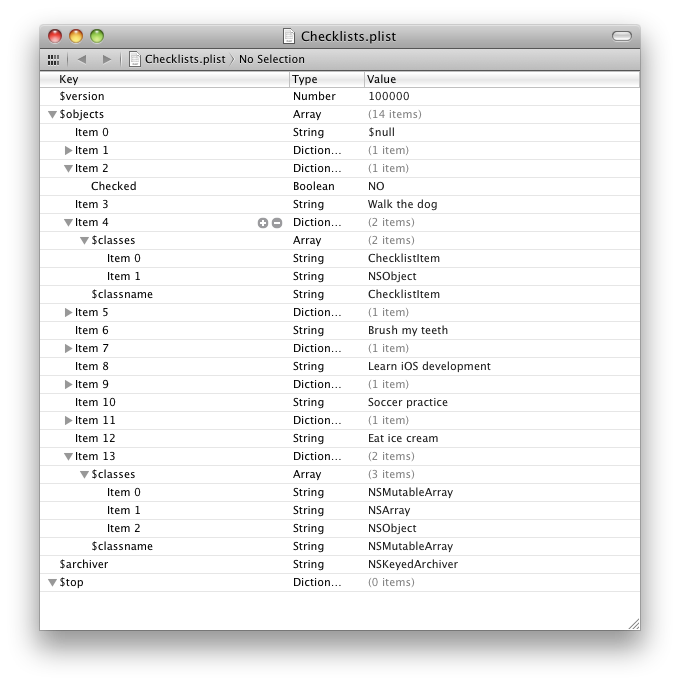 Checklists.plist
Checklists.plist No Selection
Key Type Value
$version Number 100000
$objects Array (14 items)
Item 0 String $null
Item 1 Diction... (1 item)
Item 2 Diction... (1 item)
Checked Boolean NO
Item 3 String Walk the dog
Item 4 Diction... (2 items)
$classes Array (2 items)
Item 0 String ChecklistItem
Item 1 String NSObject
$classname String ChecklistItem
Item 5 Diction... (1 item)
Item 6 String Brush my teeth
Item 7 Diction... (1 item)
Item 8 String Learn iOS development
Item 9 Diction... (1 item)
Item 10 String Soccer practice
Item 11 Diction... (1 item)
Item 12 String Eat ice cream
Item 13 Diction... (2 items)
$classes Array (3 items)
Item 0 String NSMutableArray
Item 1 String NSArray
Item 2 String NSObject
$classname String NSMutableArray
$archiver String NSKeyedArchiver
$top Diction... (0 items)